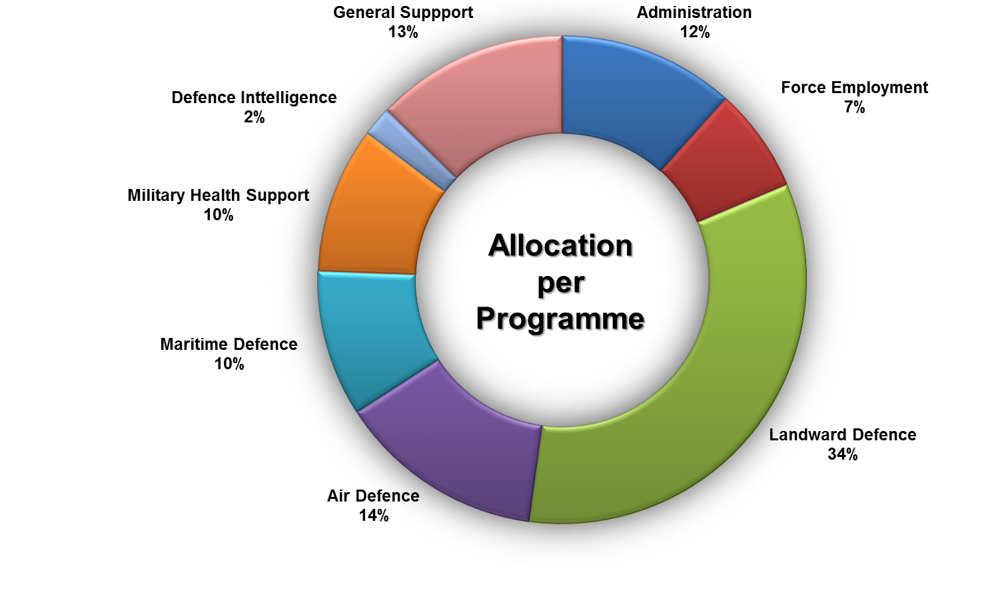 General Suppport
13%
Administration
12%
Force Employment
7%
Defence Inttelligence
2%
Military Health Support
10%
Allocation
per
Programme
Maritime Defence
10%
Landward Defence
34%
Air Defence
14%